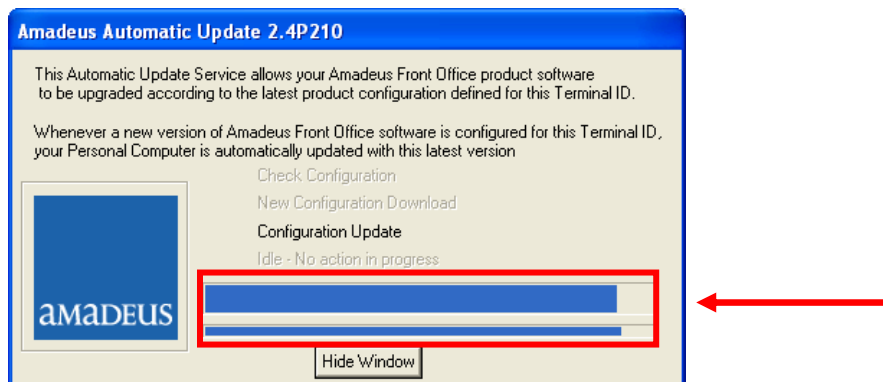 Amadeus Automatic Update 2.4P210
This Automatic Update Service allows your Amadeus Front Office product software
to be upgraded according to the latest product configuration defined for this Terminal ID.
Whenever a new version of Amadeus Front Office software is configured for this Terminal ID,
your Personal Computer is automatically updated with this latest version
Check Configuration
New Configuration Download
Configuration Update
Idle - No action in progress
amadeus
Hide Window